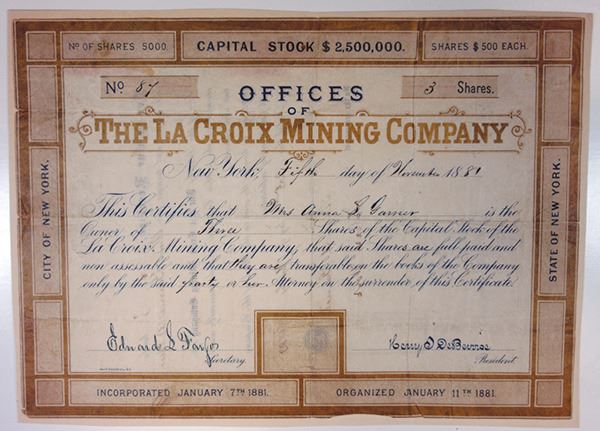 No OF SHARES 5000.
CAPITAL STOCK $ 2,500,000.
SHARES $ 500 EACH.
No 87
3 Shares.
OFFICES
OF
THE LA CROIX MINING COMPANY
New York, Fifth day of November 1881
This Certifies that Mrs Anna L Garner is the
Owner of Three Shares of the Capital Stock of the
La Croix Mining Company, that said Shares are full paid and
non assessable and that they are transferable on the books of the Company
only by the said party or her Attorney on the surrender of this Certificate.
CITY OF NEW YORK.
STATE OF NEW YORK.
Edward L Fargo
Secretary.
Henry
President.
INCORPORATED JANUARY 7TH 1881.
ORGANIZED JANUARY 11TH 1881.